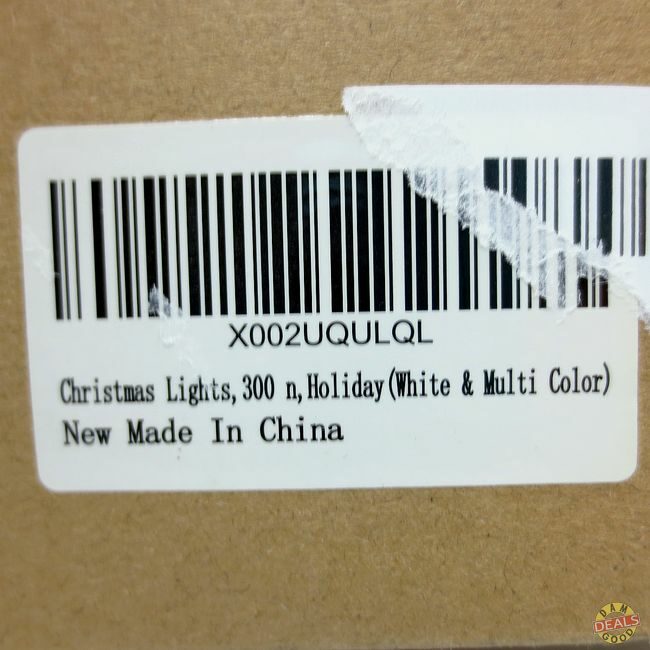 X002UQULQL
Christmas Lights, 300 n, Holiday (White & Multi Color)
New Made In China
DAM
DEALS
GOOD